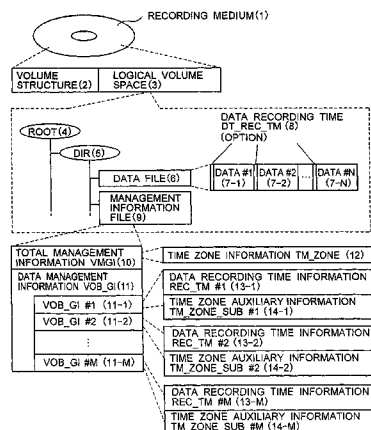 RECORDING MEDIUM(1)
VOLUME STRUCTURE(2)
LOGICAL VOLUME SPACE(3)
DATA RECORDING TIME
DT_REC_TM (8)
(OPTION)
ROOT(4)
DIR(5)
DATA FILE(6)
DATA #1 (7-1)
DATA #2 (7-2)
...
DATA #N (7-N)
MANAGEMENT INFORMATION FILE(9)
TOTAL MANAGEMENT INFORMATION VMGI(10)
TIME ZONE INFORMATION TM_ZONE (12)
DATA MANAGEMENT INFORMATION VOB_GI(11)
VOB_GI #1 (11-1)
DATA RECORDING TIME INFORMATION REC_TM #1 (13-1)
TIME ZONE AUXILIARY INFORMATION TM_ZONE_SUB #1 (14-1)
VOB_GI #2 (11-2)
DATA RECORDING TIME INFORMATION REC_TM #2 (13-2)
TIME ZONE AUXILIARY INFORMATION TM_ZONE_SUB #2 (14-2)
⋮
VOB_GI #M (11-M)
DATA RECORDING TIME INFORMATION REC_TM #M (13-M)
TIME ZONE AUXILIARY INFORMATION TM_ZONE_SUB #M (14-M)